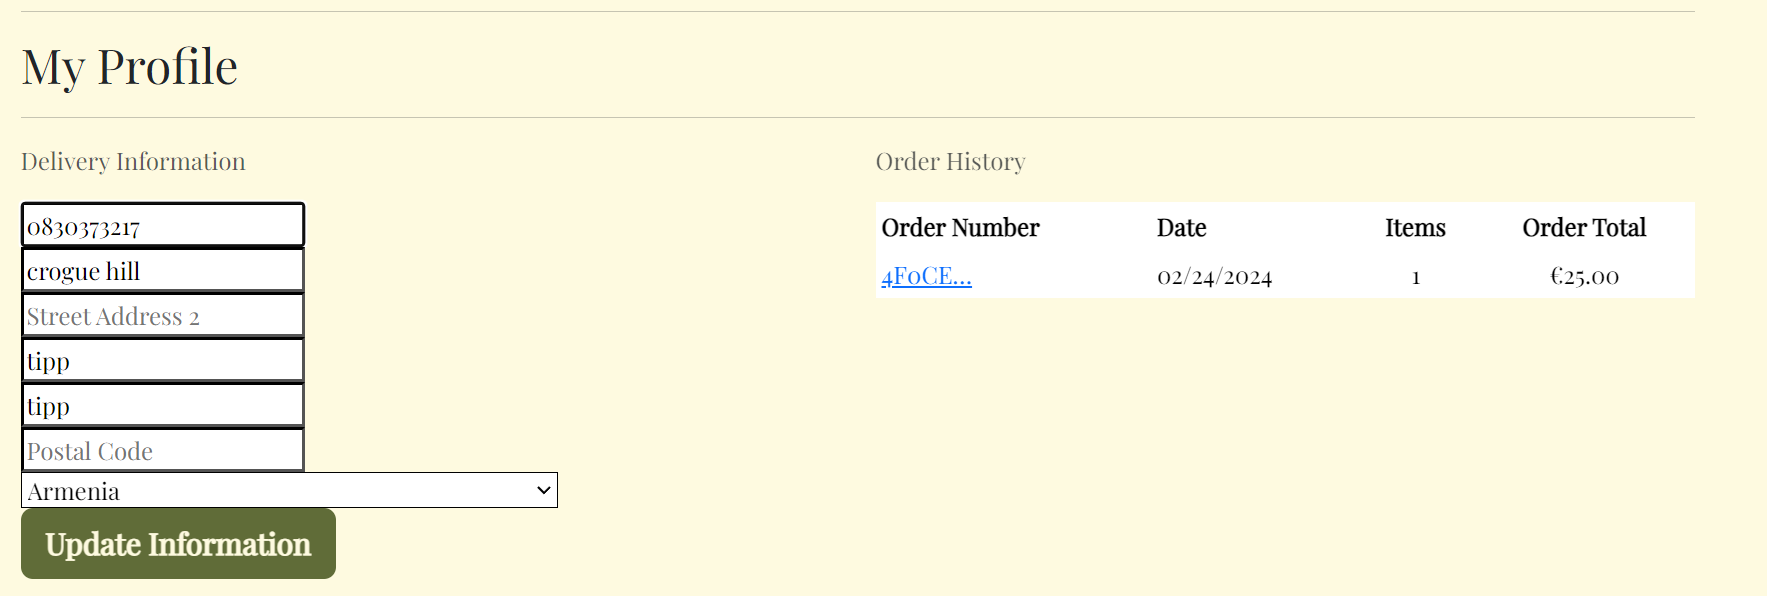 My Profile
Delivery Information
0830373217
crogue hill
Street Address 2
tipp
tipp
Postal Code
Armenia
Update Information
Order History
Order Number Date Items Order Total
4F0CE... 02/24/2024 1 €25.00